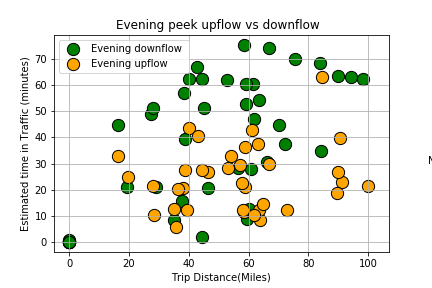 Evening peek upflow vs downflow
Evening downflow
Evening upflow
Estimated time in Traffic (minutes)
70
60
50
40
30
20
10
0
0
20
40
60
80
100
Trip Distance(Miles)
N